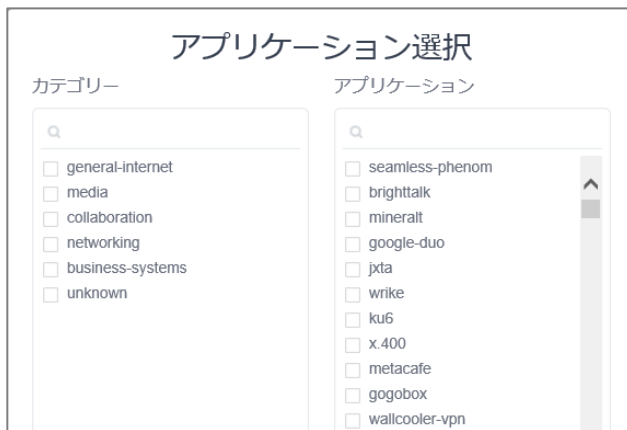 アプリケーション選択
カテゴリー
general-internet
media
collaboration
networking
business-systems
unknown
アプリケーション
seamless-phenom
brighttalk
mineralt
google-duo
jxta
wrike
ku6
x.400
metacafe
gogobox
wallcooler-vpn